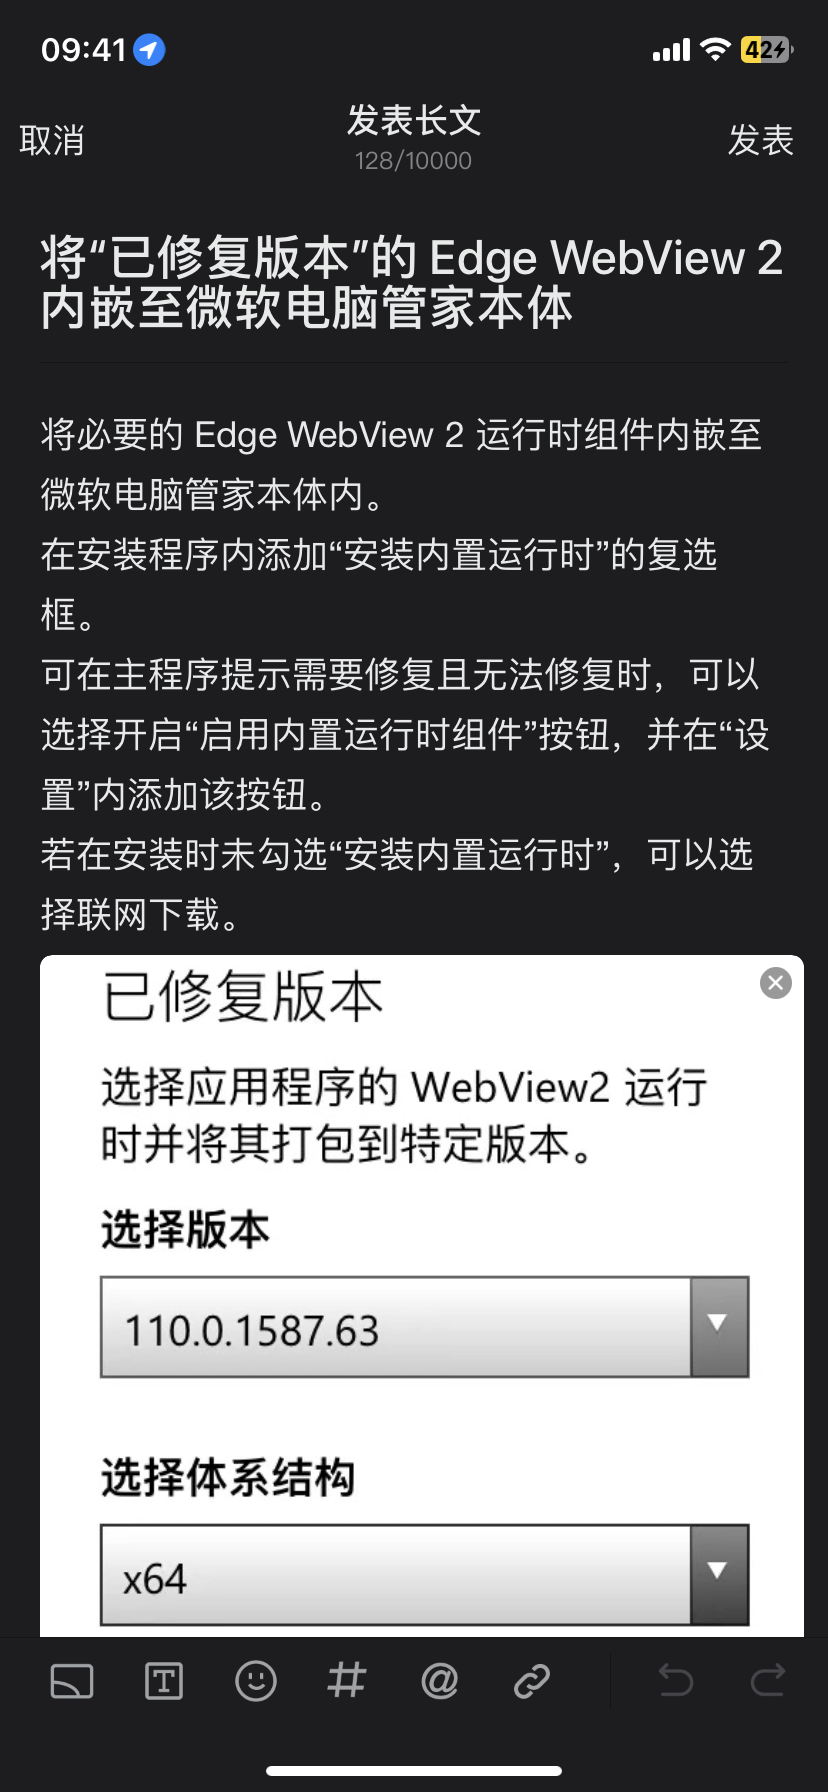 09:41
42
取消
发表长文
128/10000
发表
将“已修复版本”的 Edge WebView 2
内嵌至微软电脑管家本体
将必要的 Edge WebView 2 运行时组件内嵌至
微软电脑管家本体内。
在安装程序内添加“安装内置运行时”的复选
框。
可在主程序提示需要修复且无法修复时，可以
选择开启“启用内置运行时组件”按钮，并在“设
置”内添加该按钮。
若在安装时未勾选“安装内置运行时”，可以选
择联网下载。
已修复版本
选择应用程序的 WebView2 运行
时并将其打包到特定版本。
选择版本
110.0.1587.63
选择体系结构
x64